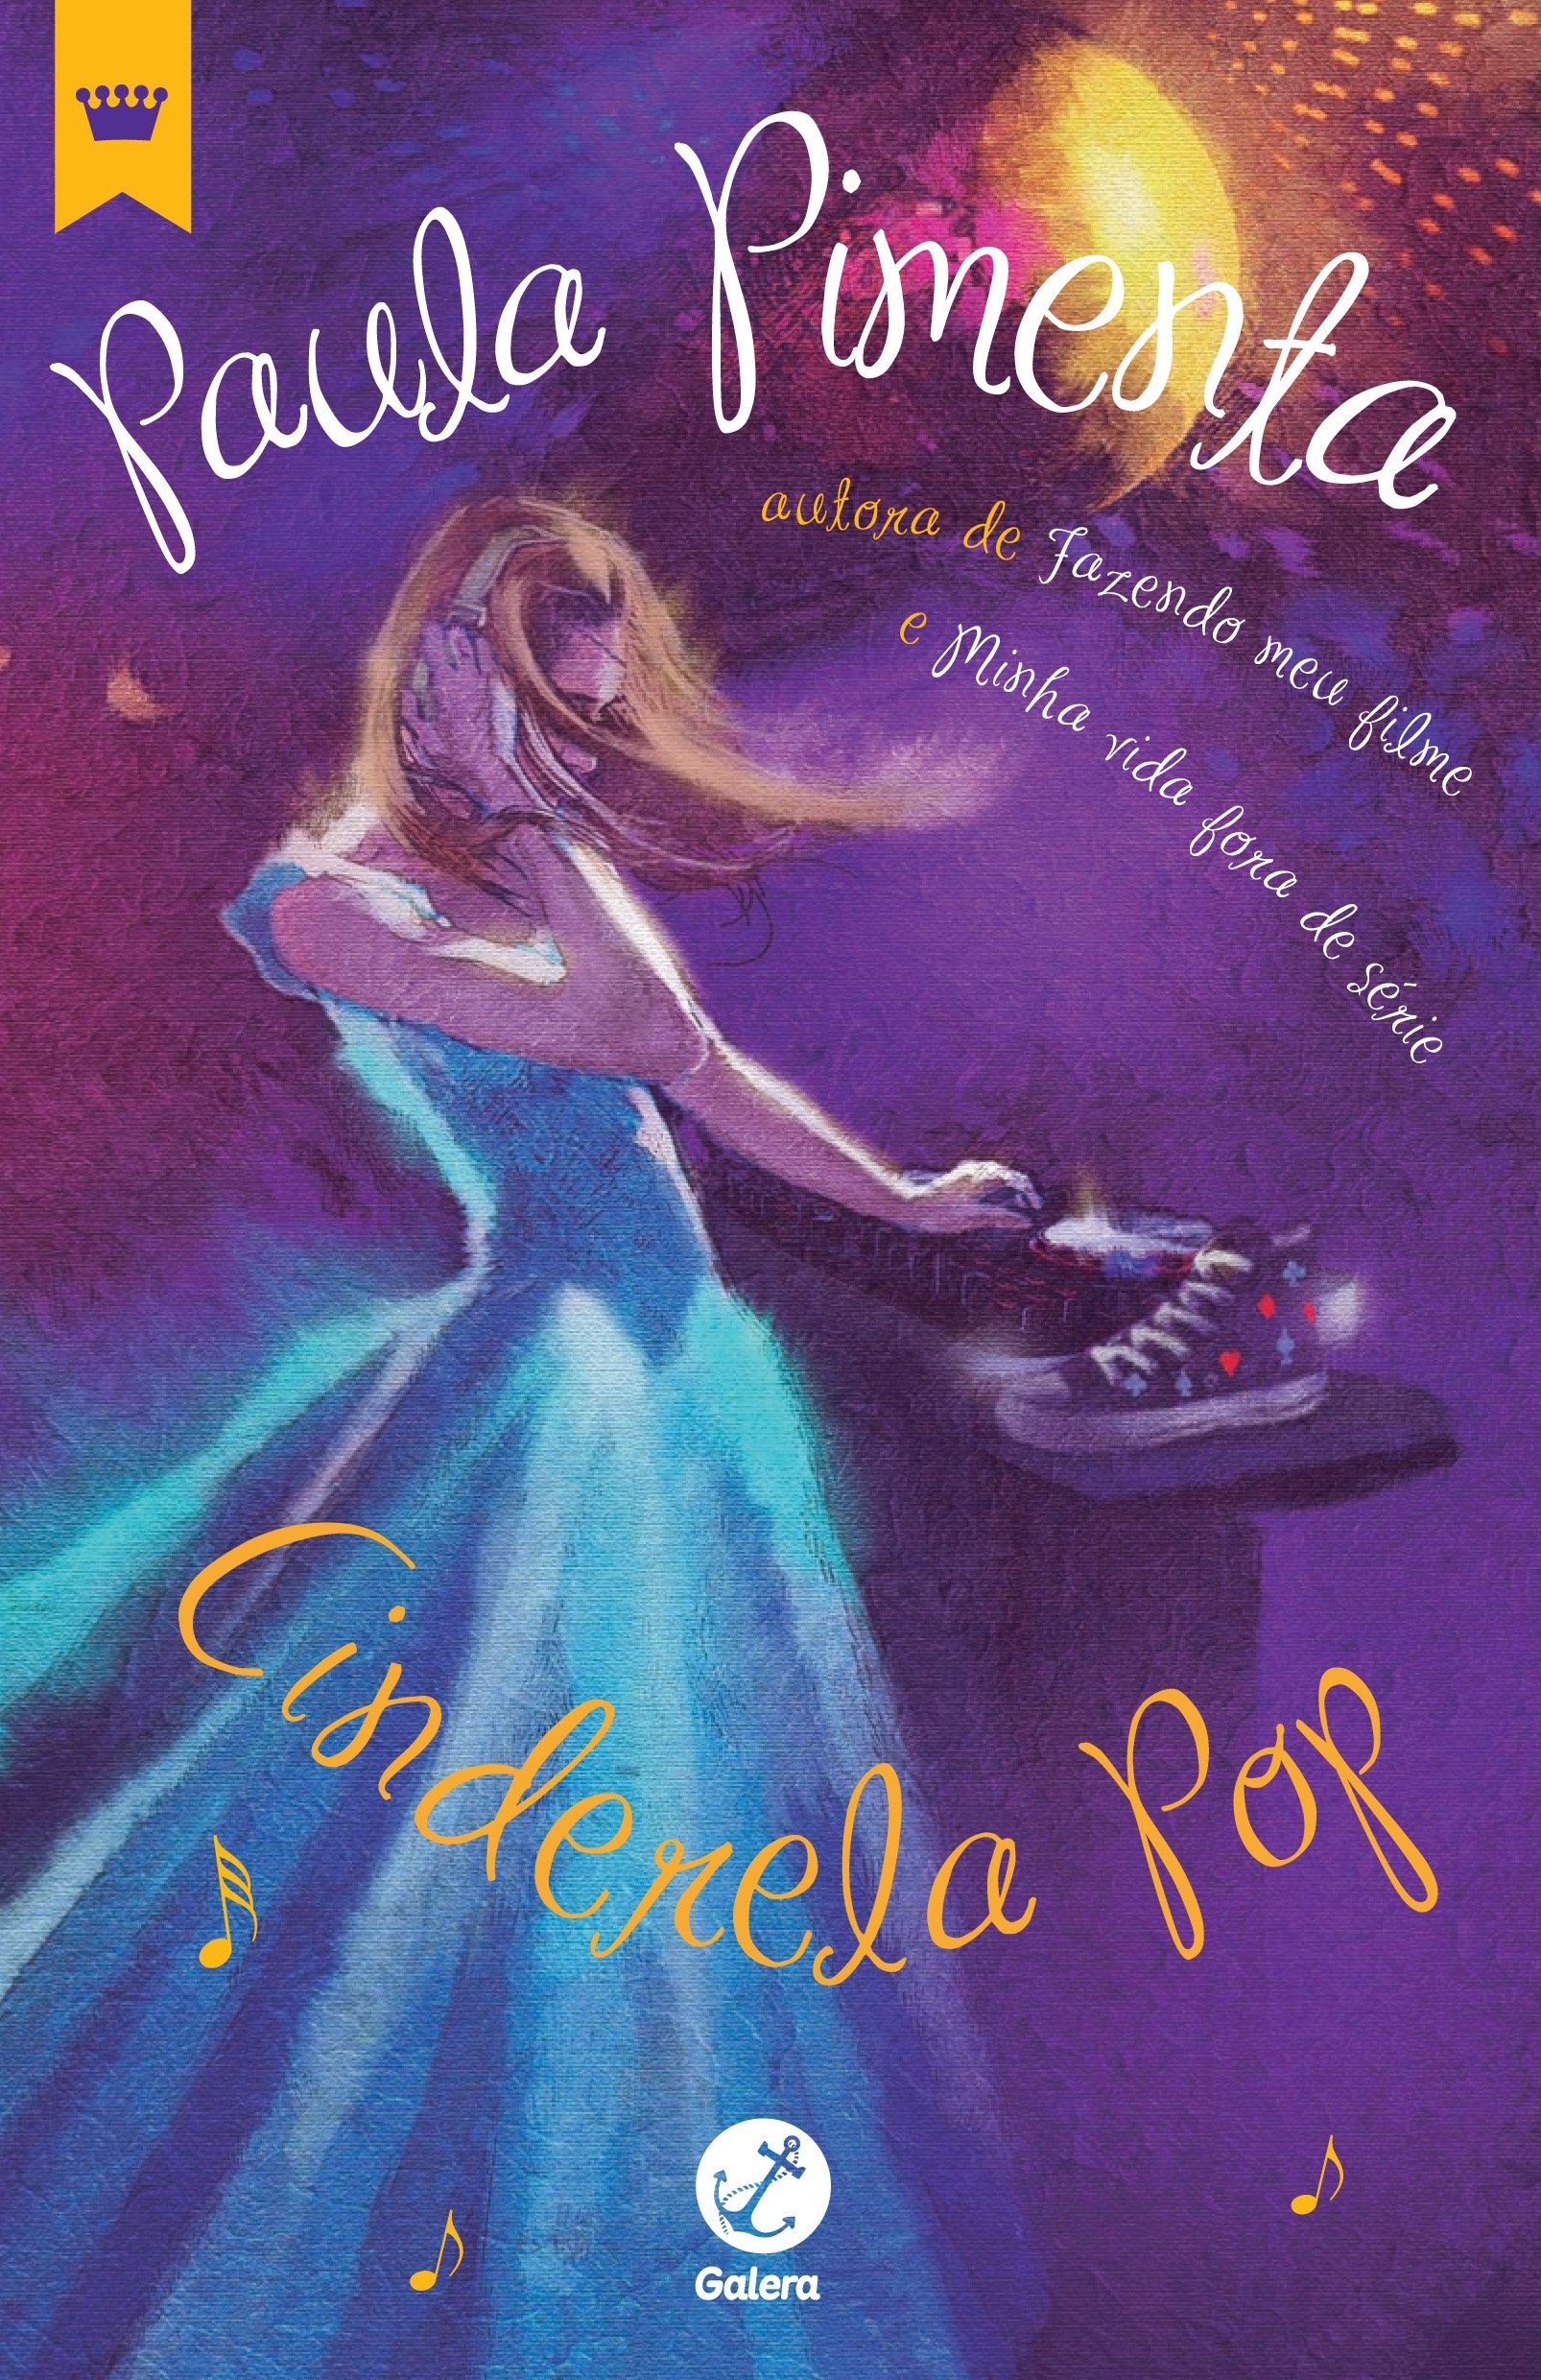 Paula Pimenta
autora de Fazendo meu filme
e Minha vida fora de série
Cinderela Pop
Galera